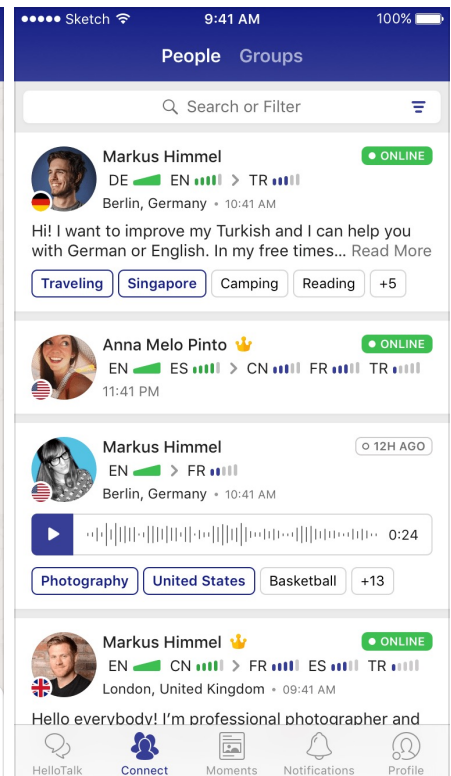 Sketch 9:41 AM 100%
People Groups
Search or Filter
Markus Himmel ONLINE
DE EN > TR
Berlin, Germany • 10:41 AM
Hi! I want to improve my Turkish and I can help you
with German or English. In my free times... Read More
Traveling Singapore Camping Reading +5
Anna Melo Pinto ONLINE
EN ES > CN FR TR
11:41 PM
Markus Himmel 12H AGO
EN > FR
Berlin, Germany • 10:41 AM
0:24
Photography United States Basketball +13
Markus Himmel ONLINE
EN CN > FR ES TR
London, United Kingdom • 09:41 AM
Hello everybody! I'm professional photographer and
HelloTalk Connect Moments Notifications Profile